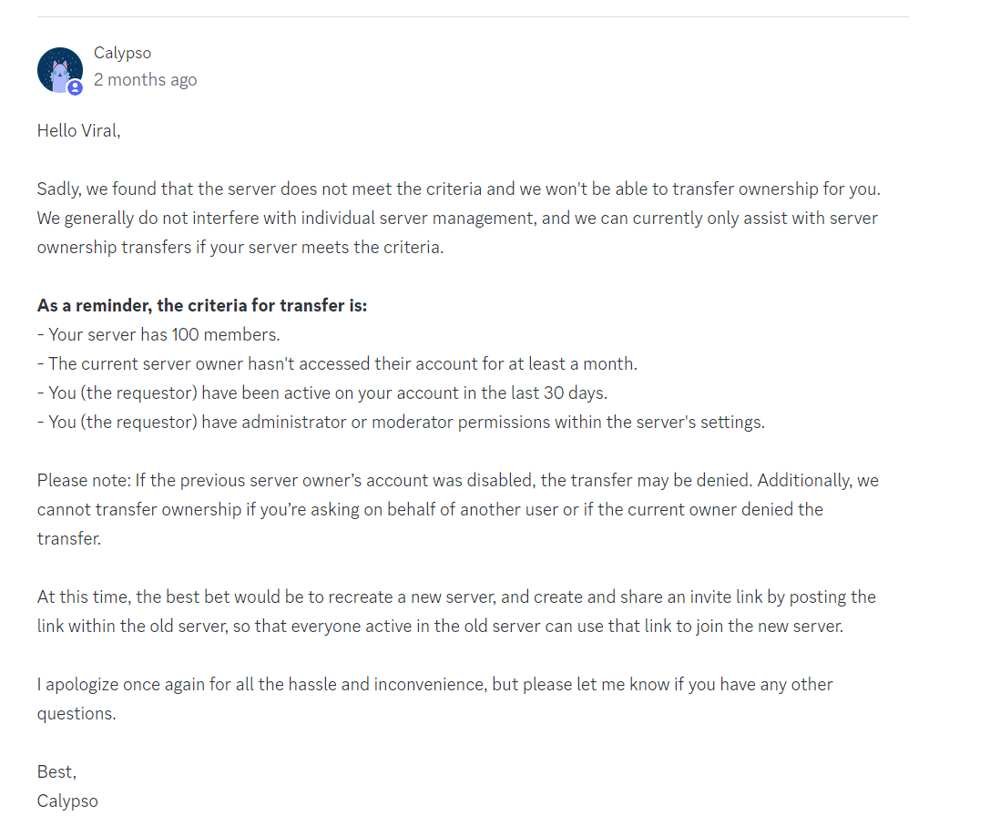 Calypso
2 months ago
Hello Viral,
Sadly, we found that the server does not meet the criteria and we won't be able to transfer ownership for you.
We generally do not interfere with individual server management, and we can currently only assist with server
ownership transfers if your server meets the criteria.
As a reminder, the criteria for transfer is:
- Your server has 100 members.
- The current server owner hasn't accessed their account for at least a month.
- You (the requestor) have been active on your account in the last 30 days.
- You (the requestor) have administrator or moderator permissions within the server's settings.
Please note: If the previous server owner’s account was disabled, the transfer may be denied. Additionally, we
cannot transfer ownership if you’re asking on behalf of another user or if the current owner denied the
transfer.
At this time, the best bet would be to recreate a new server, and create and share an invite link by posting the
link within the old server, so that everyone active in the old server can use that link to join the new server.
I apologize once again for all the hassle and inconvenience, but please let me know if you have any other
questions.
Best,
Calypso